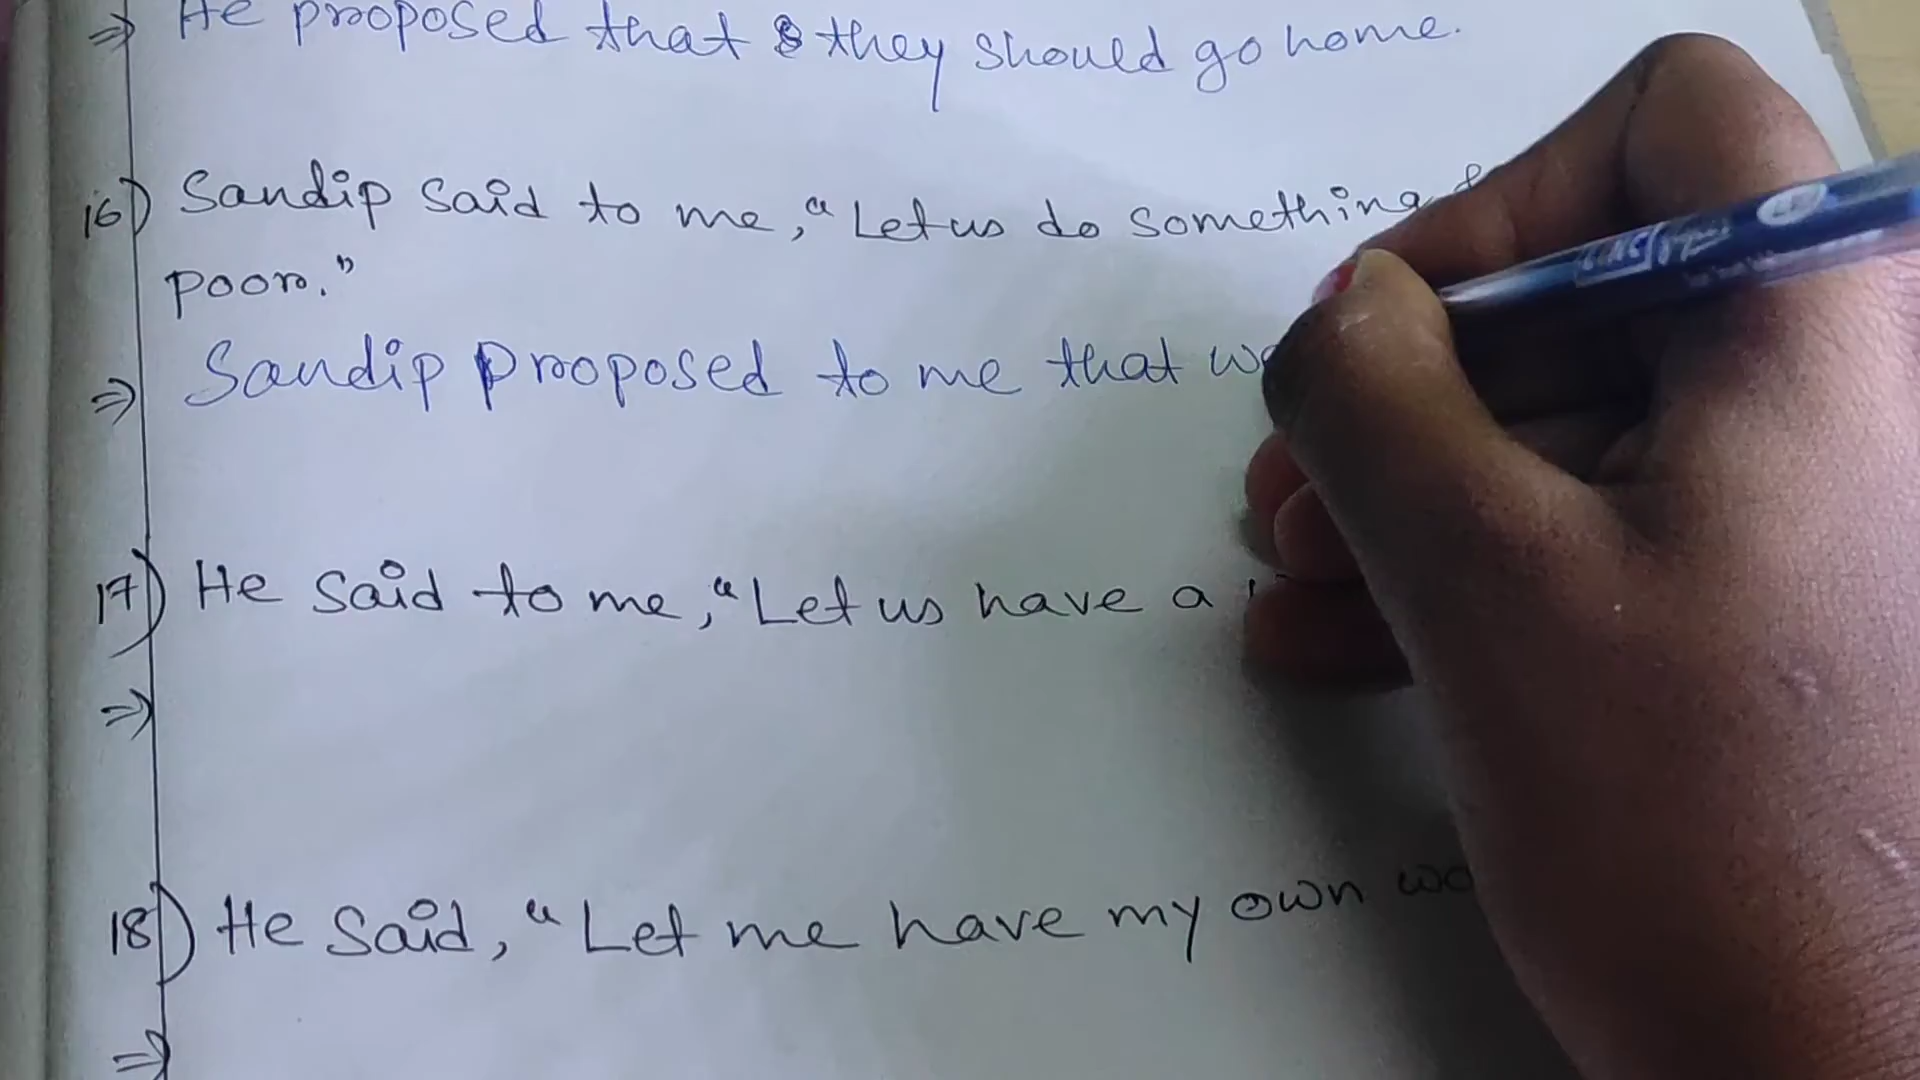 ⇒ He proposed that they should go home.
16) Sandip said to me, "Let us do something
poor."
⇒ Sandip proposed to me that
17) He said to me, "Let us have a
⇒
18) He said, "Let me have my own
⇒